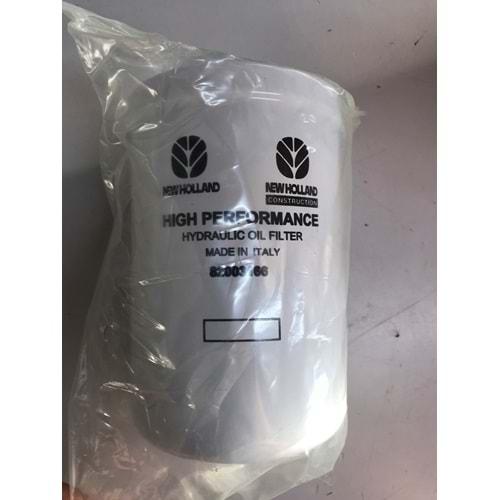 NEW HOLLAND
NEW HOLLAND
CONSTRUCTION
HIGH PERFORMANCE
HYDRAULIC OIL FILTER
MADE IN ITALY